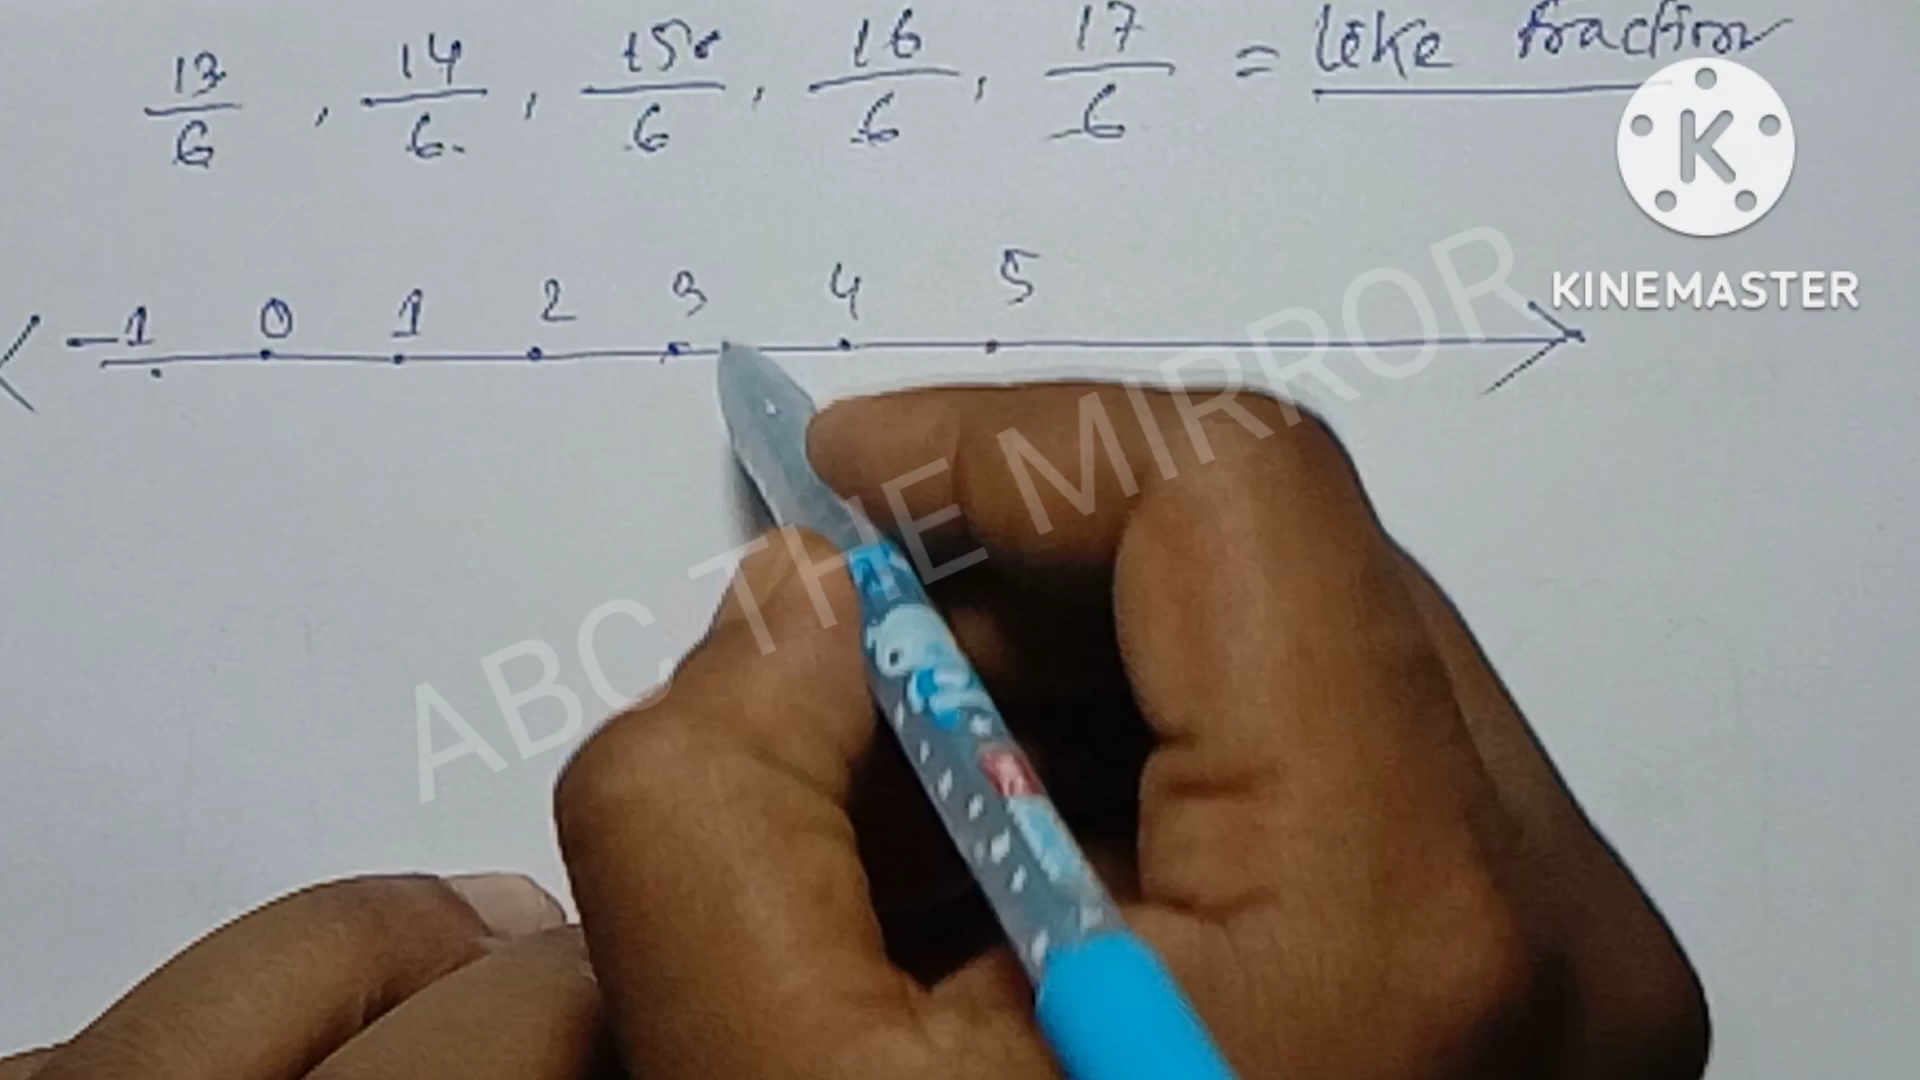 13/6 , 14/6 , 15/6 , 16/6 , 17/6 = like fraction
-1 0 1 2 3 4 5
KINEMASTER
ABC THE MIRROR